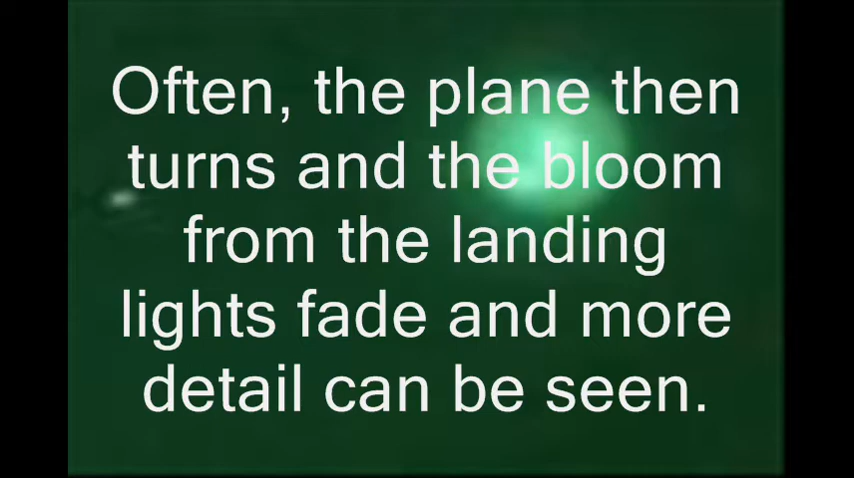 Often, the plane then
turns and the bloom
from the landing
lights fade and more
detail can be seen.